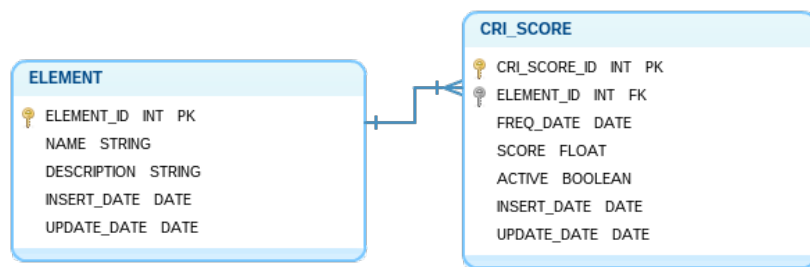 ELEMENT
ELEMENT_ID INT PK
NAME STRING
DESCRIPTION STRING
INSERT_DATE DATE
UPDATE_DATE DATE
CRI_SCORE
CRI_SCORE_ID INT PK
ELEMENT_ID INT FK
FREQ_DATE DATE
SCORE FLOAT
ACTIVE BOOLEAN
INSERT_DATE DATE
UPDATE_DATE DATE